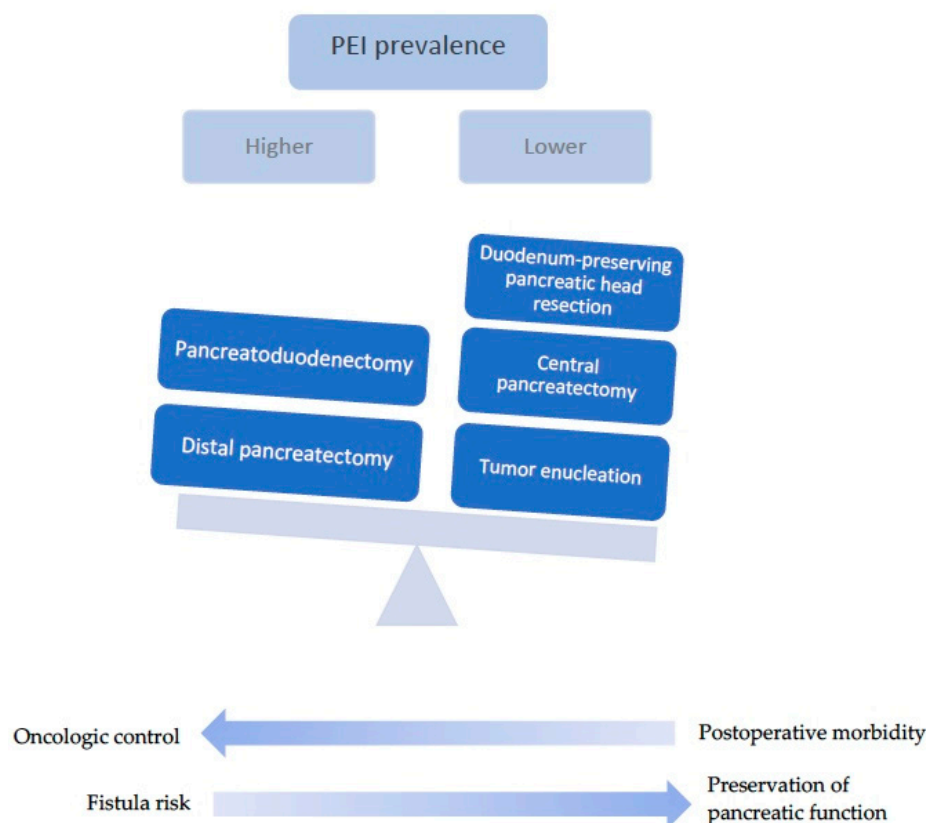 PEI prevalence
Higher
Lower
Duodenum-preserving
pancreatic head
resection
Pancreatoduodenectomy
Central
pancreatectomy
Distal pancreatectomy
Tumor enucleation
Oncologic control
Postoperative morbidity
Fistula risk
Preservation of
pancreatic function